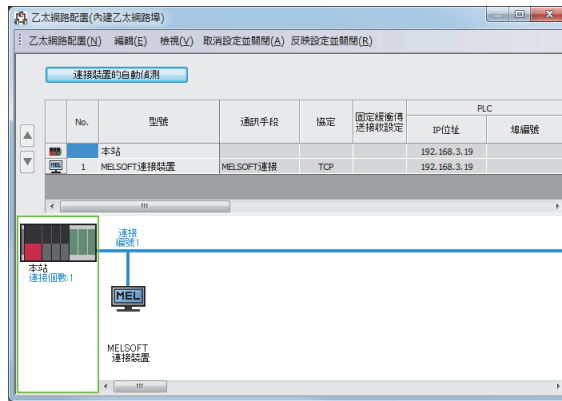 乙太網路配置(內建乙太網路埠)
乙太網路配置(N) 編輯(E) 檢視(V) 取消設定並關閉(A) 反映設定並關閉(R)
連接裝置的自動偵測
PLC
No. 型號 通訊手段 協定 固定緩衝傳送接收設定 IP位址 埠編號
本站 192.168.3.19
MEL 1 MELSOFT連接裝置 MELSOFT連接 TCP 192.168.3.19
連接
編號1
本站
連接個數:1
MEL
MELSOFT
連接裝置